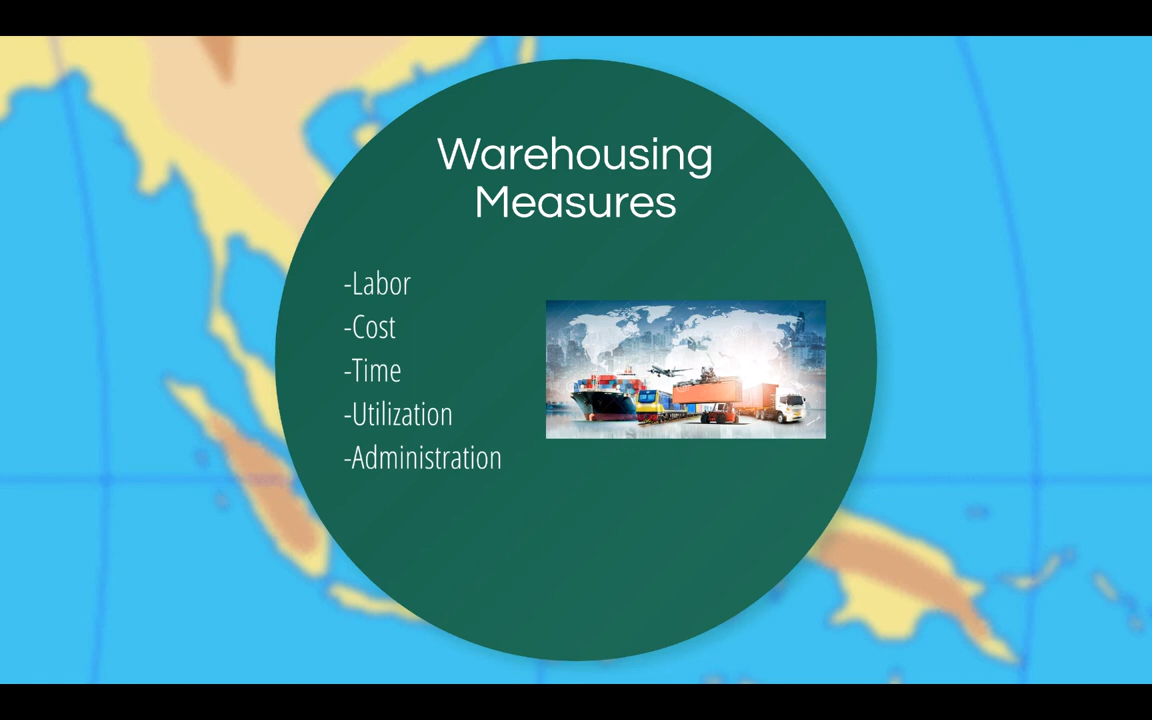 Warehousing
Measures
-Labor
-Cost
-Time
-Utilization
-Administration